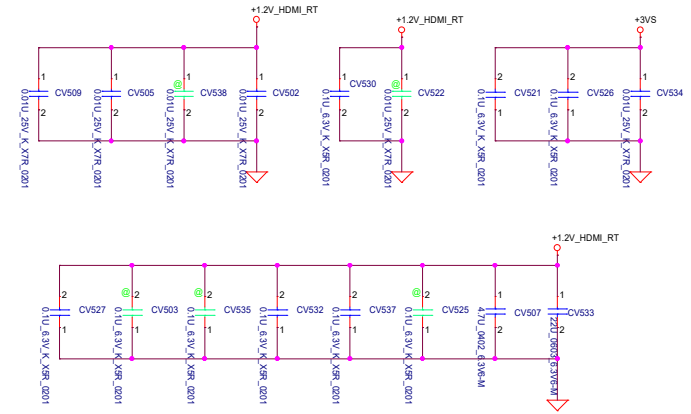 +1.2V_HDMI_RT
1
2
CV509
0.01U_25V_K_X7R_0201
1
2
CV505
0.01U_25V_K_X7R_0201
@
1
2
CV538
0.01U_25V_K_X7R_0201
1
2
CV502
0.01U_25V_K_X7R_0201
+1.2V_HDMI_RT
1
2
CV530
0.1U_6.3V_K_X5R_0201
@
1
2
CV522
0.01U_25V_K_X7R_0201
+3VS
2
1
CV521
0.1U_6.3V_K_X5R_0201
2
1
CV526
0.1U_6.3V_K_X5R_0201
1
2
CV534
0.01U_25V_K_X7R_0201
+1.2V_HDMI_RT
2
1
CV527
0.1U_6.3V_K_X5R_0201
@
2
1
CV503
0.1U_6.3V_K_X5R_0201
@
2
1
CV535
0.1U_6.3V_K_X5R_0201
2
1
CV532
0.1U_6.3V_K_X5R_0201
2
1
CV537
0.1U_6.3V_K_X5R_0201
@
2
1
CV525
0.1U_6.3V_K_X5R_0201
1
2
CV507
4.7U_0402_6.3V6-M
1
2
CV533
22U_0603_6.3V6-M